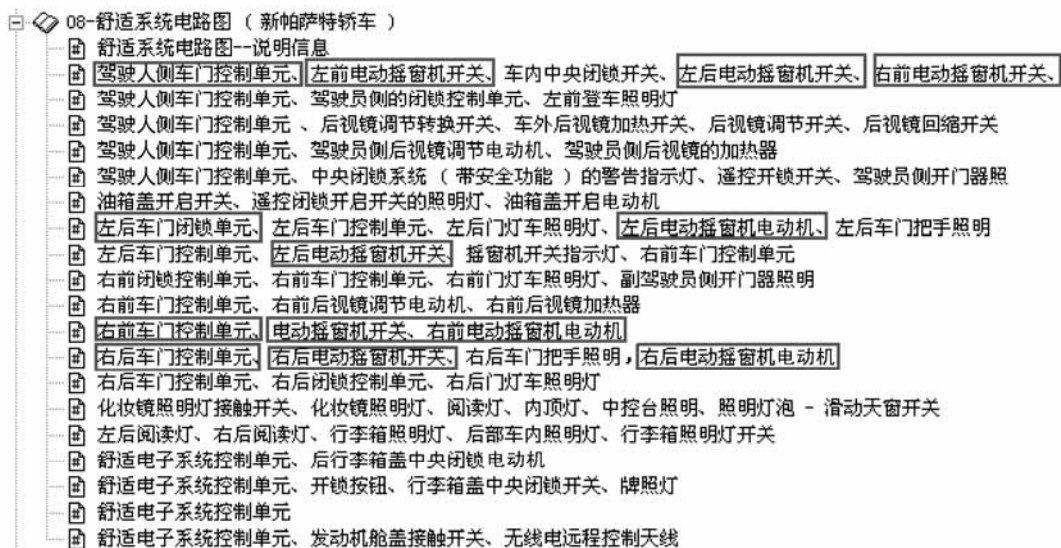 08-舒适系统电路图 （ 新帕萨特轿车 ）
舒适系统电路图--说明信息
驾驶人侧车门控制单元、左前电动摇窗机开关、车内中央闭锁开关、左后电动摇窗机开关、右前电动摇窗机开关、
驾驶人侧车门控制单元、驾驶员侧的闭锁控制单元、左前登车照明灯
驾驶人侧车门控制单元 、后视镜调节转换开关、车外后视镜加热开关、后视镜调节开关、后视镜回缩开关
驾驶人侧车门控制单元、驾驶员侧后视镜调节电动机、驾驶员侧后视镜的加热器
驾驶人侧车门控制单元、中央闭锁系统 （ 带安全功能 ）的警告指示灯、遥控开锁开关、驾驶员侧开门器照
油箱盖开启开关、遥控闭锁开启开关的照明灯、油箱盖开启电动机
左后车门闭锁单元、左后车门控制单元、左后门灯车照明灯、左后电动摇窗机电动机、左后车门把手照明
左后车门控制单元、左后电动摇窗机开关、摇窗机开关指示灯、右前车门控制单元
右前闭锁控制单元、右前车门控制单元、右前门灯车照明灯、副驾驶员侧开门器照明
右前车门控制单元、右前后视镜调节电动机、右前后视镜加热器
右前车门控制单元、电动摇窗机开关、右前电动摇窗机电动机
右后车门控制单元、右后电动摇窗机开关、右后车门把手照明，右后电动摇窗机电动机
右后车门控制单元、右后闭锁控制单元、右后门灯车照明灯
化妆镜照明灯接触开关、化妆镜照明灯、阅读灯、内顶灯、中控台照明、照明灯泡 - 滑动天窗开关
左后阅读灯、右后阅读灯、行李箱照明灯、后部车内照明灯、行李箱照明灯开关
舒适电子系统控制单元、后行李箱盖中央闭锁电动机
舒适电子系统控制单元、开锁按钮、行李箱盖中央闭锁开关、牌照灯
舒适电子系统控制单元
舒适电子系统控制单元、发动机舱盖接触开关、无线电远程控制天线